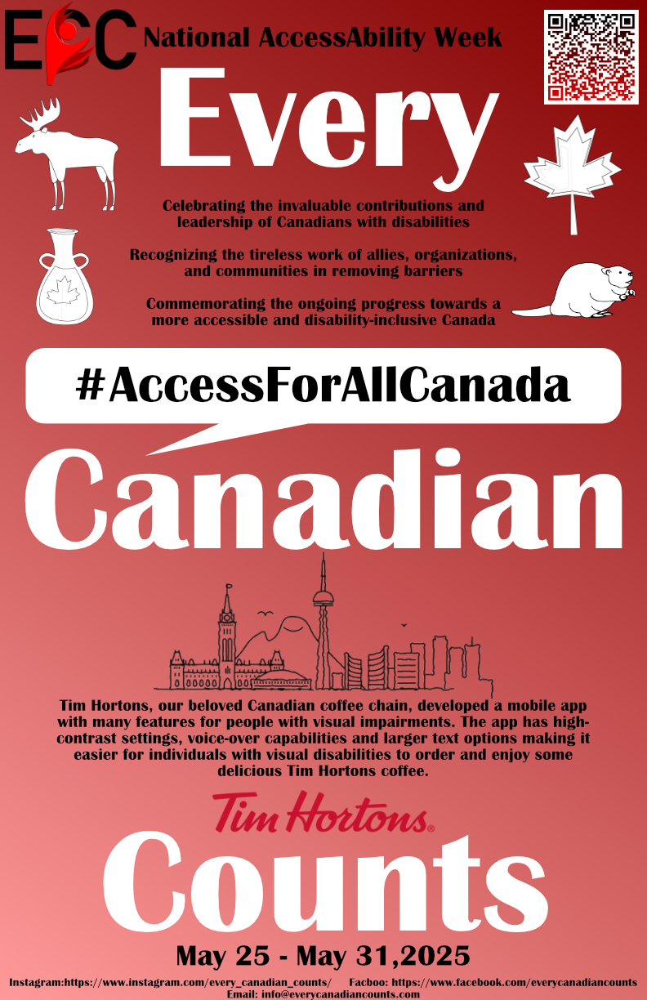 ECC
National AccessAbility Week
Every
Celebrating the invaluable contributions and
leadership of Canadians with disabilities
Recognizing the tireless work of allies, organizations,
and communities in removing barriers
Commemorating the ongoing progress towards a
more accessible and disability-inclusive Canada
#AccessForAllCanada
Canadian
Tim Hortons, our beloved Canadian coffee chain, developed a mobile app
with many features for people with visual impairments. The app has high-
contrast settings, voice-over capabilities and larger text options making it
easier for individuals with visual disabilities to order and enjoy some
delicious Tim Hortons coffee.
Tim Hortons®
Counts
May 25 - May 31,2025
Instagram:https://www.instagram.com/every_canadian_counts/ Facboo: https://www.facebook.com/everycanadiancounts
Email: info@everycanadiancounts.com